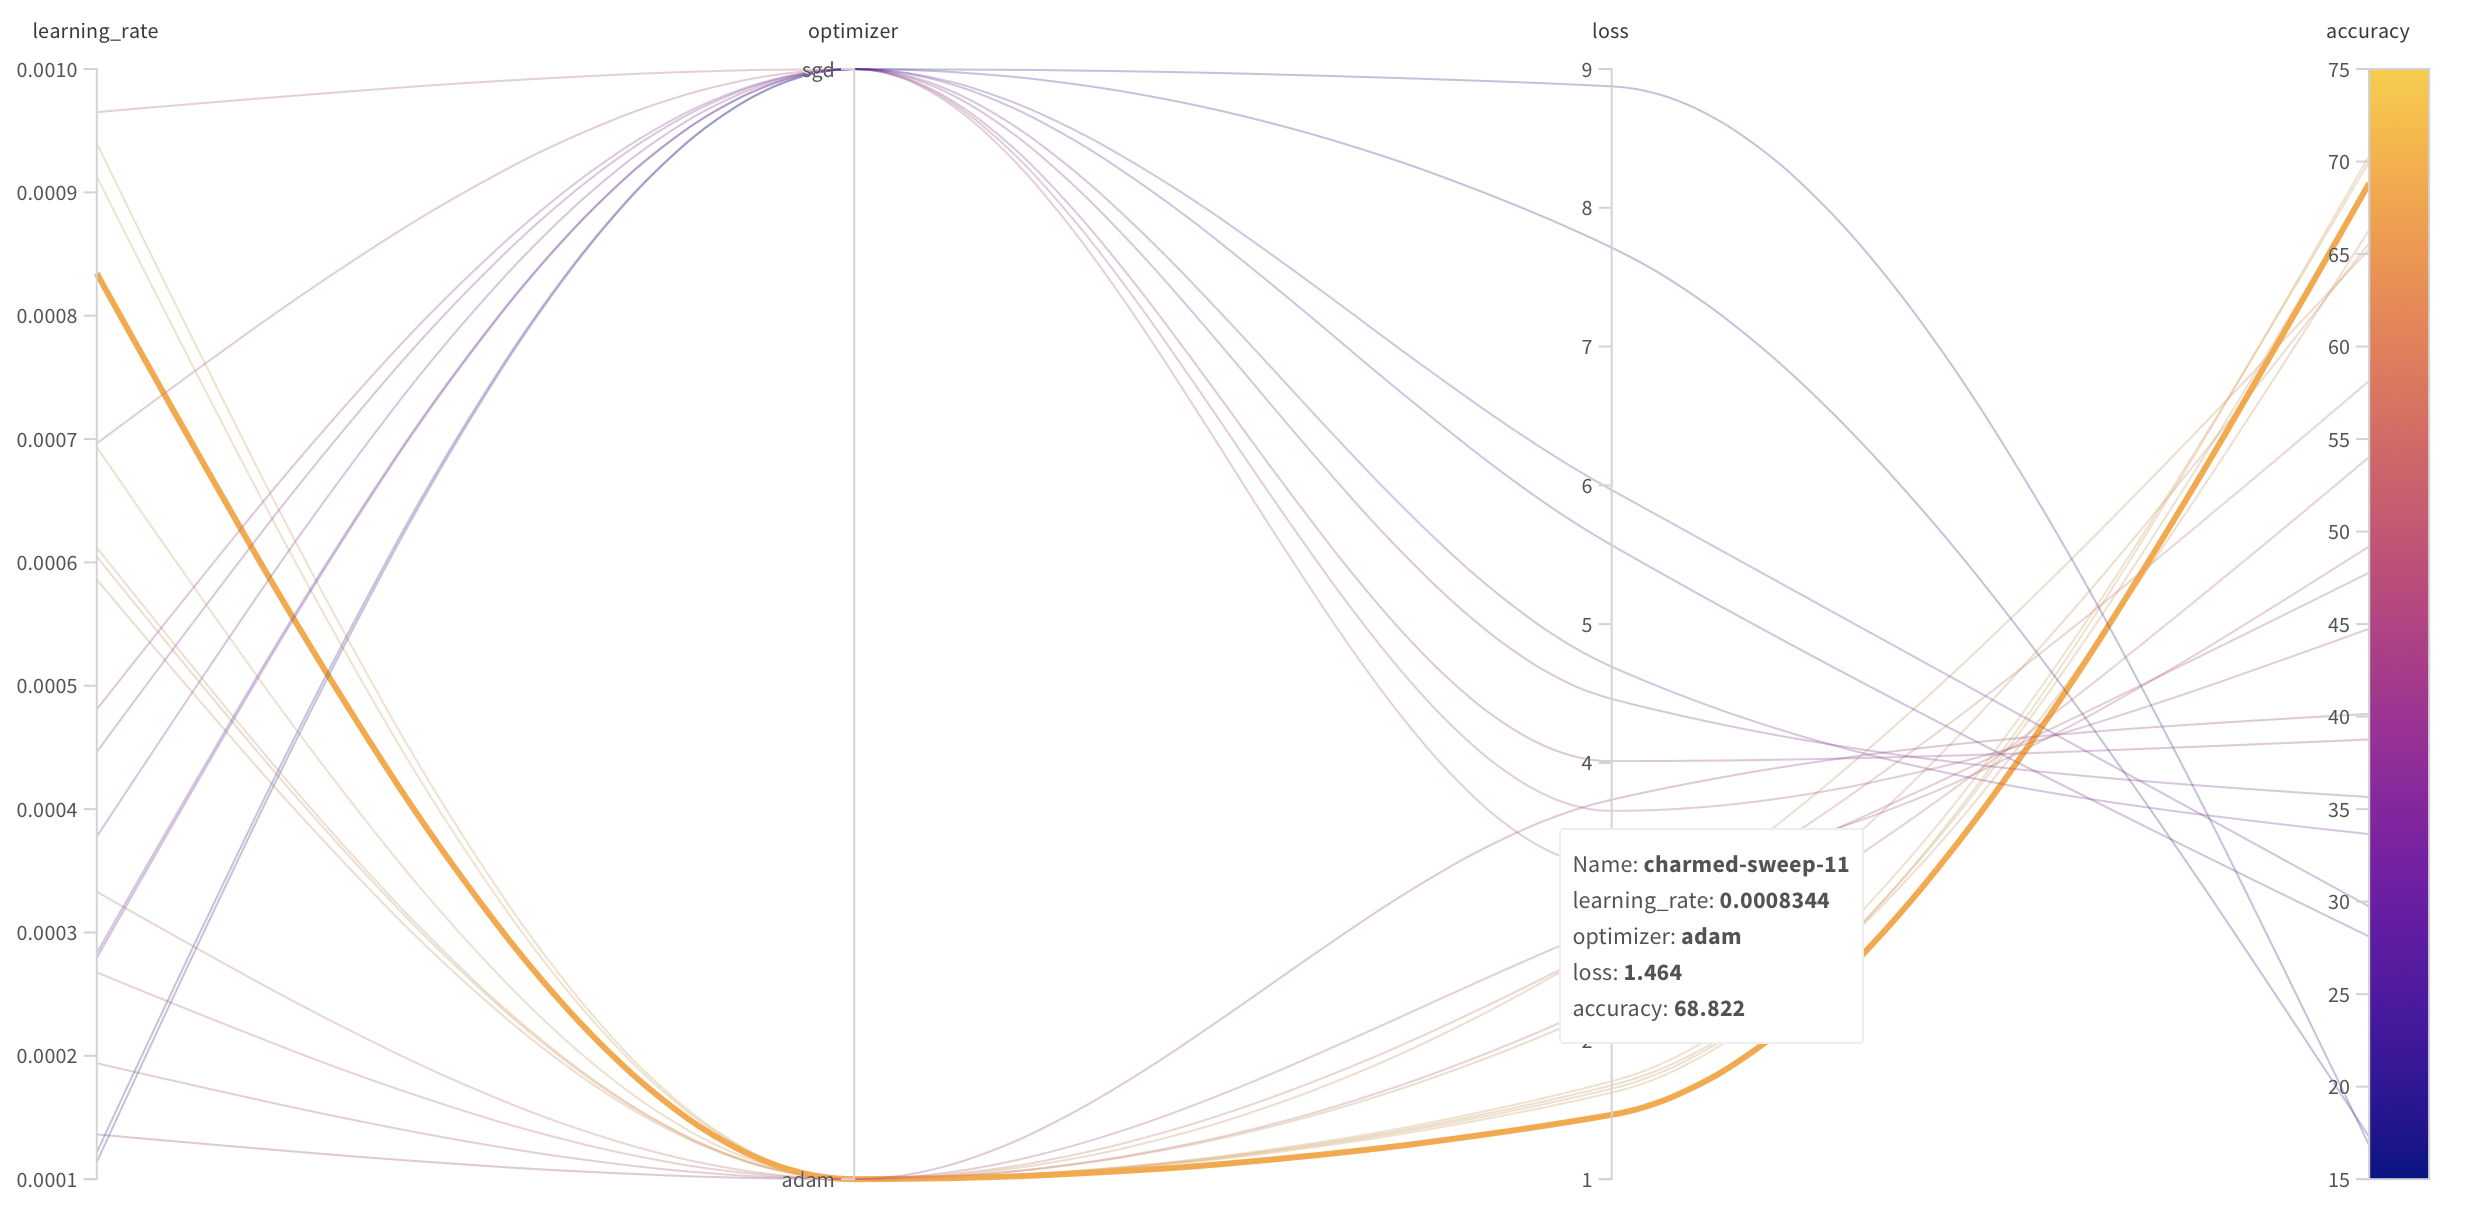 learning_rate
optimizer
loss
accuracy
0.0010
0.0009
0.0008
0.0007
0.0006
0.0005
0.0004
0.0003
0.0002
0.0001
sgd
adam
9
8
7
6
5
4
2
1
Name: charmed-sweep-11
learning_rate: 0.0008344
optimizer: adam
loss: 1.464
accuracy: 68.822
75
70
65
60
55
50
45
40
35
30
25
20
15